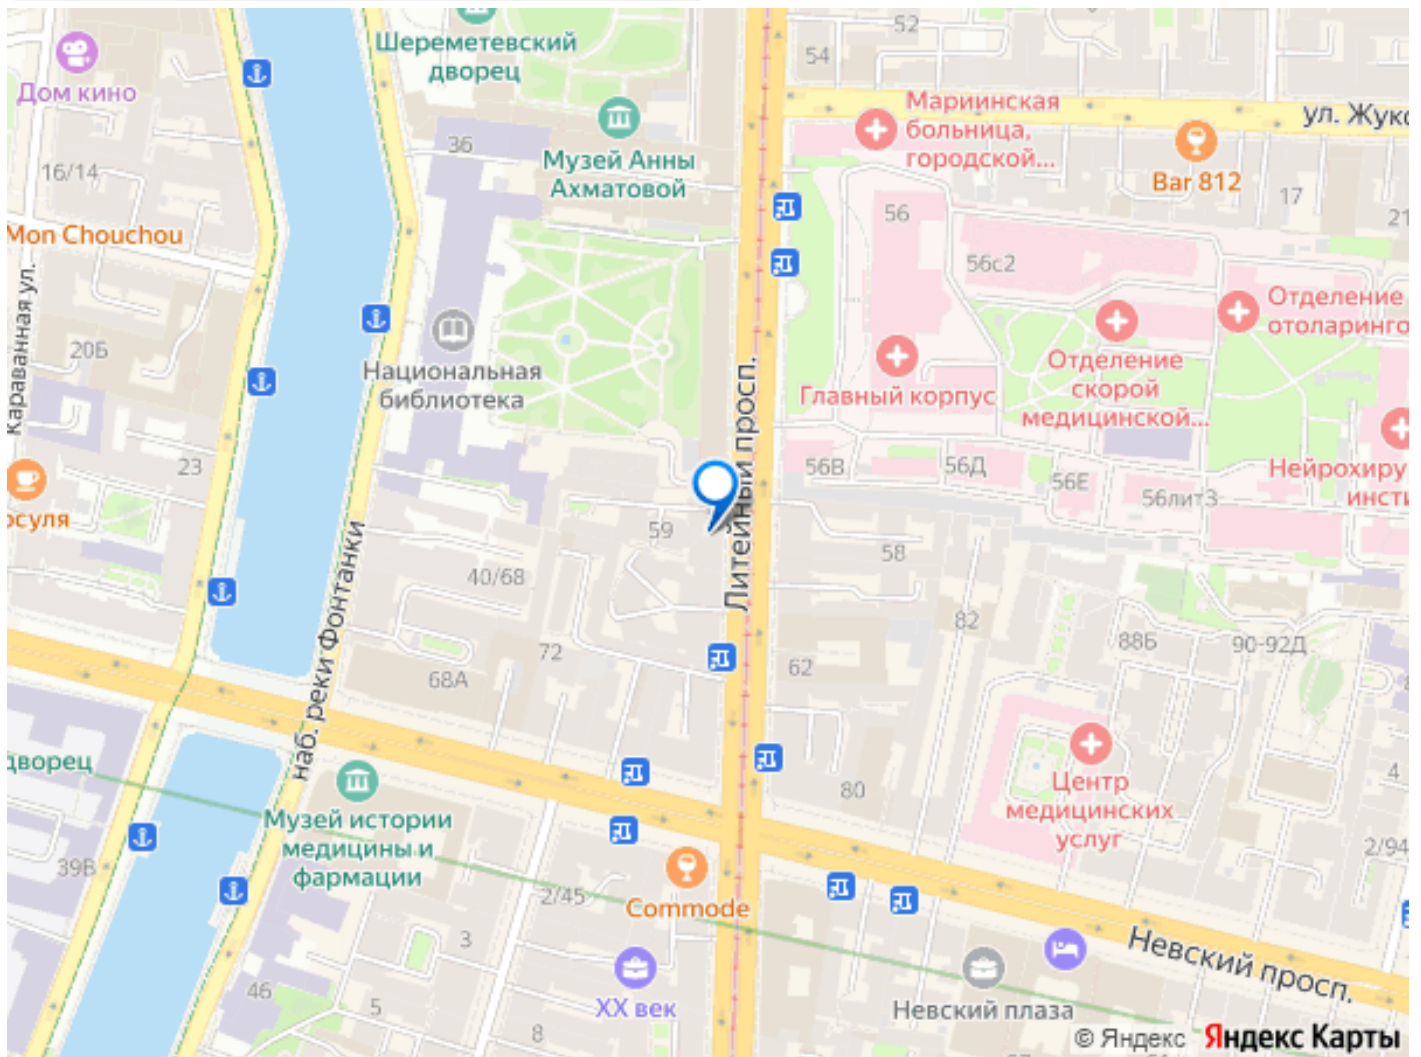 Шереметевский
дворец
52
54
Дом кино
Мариинская
больница,
городской...
ул. Жуко
36
16/14
Музей Анны
Ахматовой
Bar 812
17
21
56
Mon Chouchou
56с2
Караванная ул.
Отделение
отоларинго
20Б
Национальная
библиотека
Отделение
скорой
медицинской...
Главный корпус
Литейный просп.
23
56В
56Д
56Е
56лит3
Нейрохиру
инсти
осуля
59
58
40/68
наб. реки Фонтанки
82
88Б
90-92Д
72
62
68А
дворец
80
Центр
медицинских
услуг
4
Музей истории
медицины и
фармации
39В
2/94
2/45
Commode
3
Невский просп.
46
5
XX век
Невский плаза
8
© Яндекс Яндекс Карты